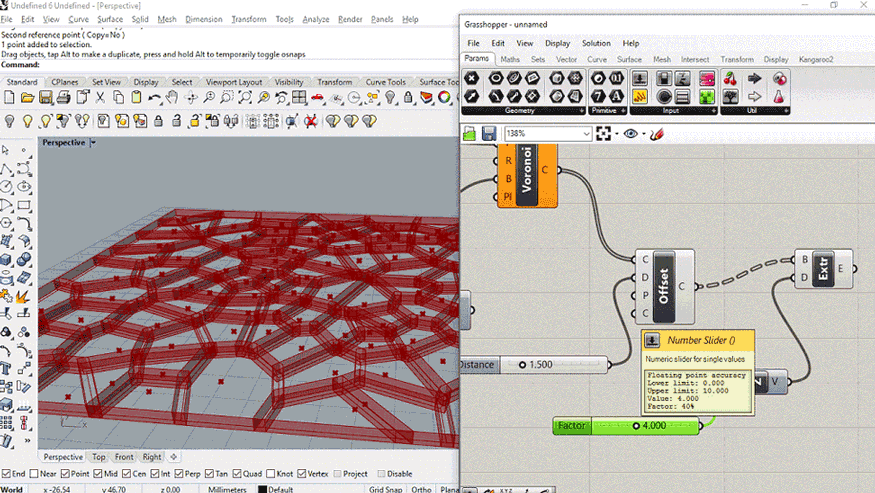 Undefined 6 Undefined - [Perspective]
File Edit View Curve Surface Solid Mesh Dimension Transform Tools Analyze Render Panels Help
Second reference point ( Copy=No )
1 point added to selection.
Drag objects, tap Alt to make a duplicate, press and hold Alt to temporarily toggle osnaps
Command:
Standard CPlanes Set View Display Select Viewport Layout Visibility Transform Curve Tools Surface Too
Perspective
Perspective Top Front Right
End Near Point Mid Cen Int Perp Tan Quad Knot Vertex Project Disable
World x -26.54 y 46.70 z 0.00 Millimeters Default Grid Snap Ortho Plana
Grasshopper - unnamed
File Edit View Display Solution Help
Params Maths Sets Vector Curve Surface Mesh Intersect Transform Display Kangaroo2
Geometry Primitive Input Util
138%
R
B
Pl
Voronoi
C
C
D
P
C
Offset
C
B
D
Extr
E
Distance 1.500
Number Slider ()
Numeric slider for single values
Floating point accuracy
Lower limit: 0.000
Upper limit: 10.000
Value: 4.000
Factor: 40%
V
Factor 4.000